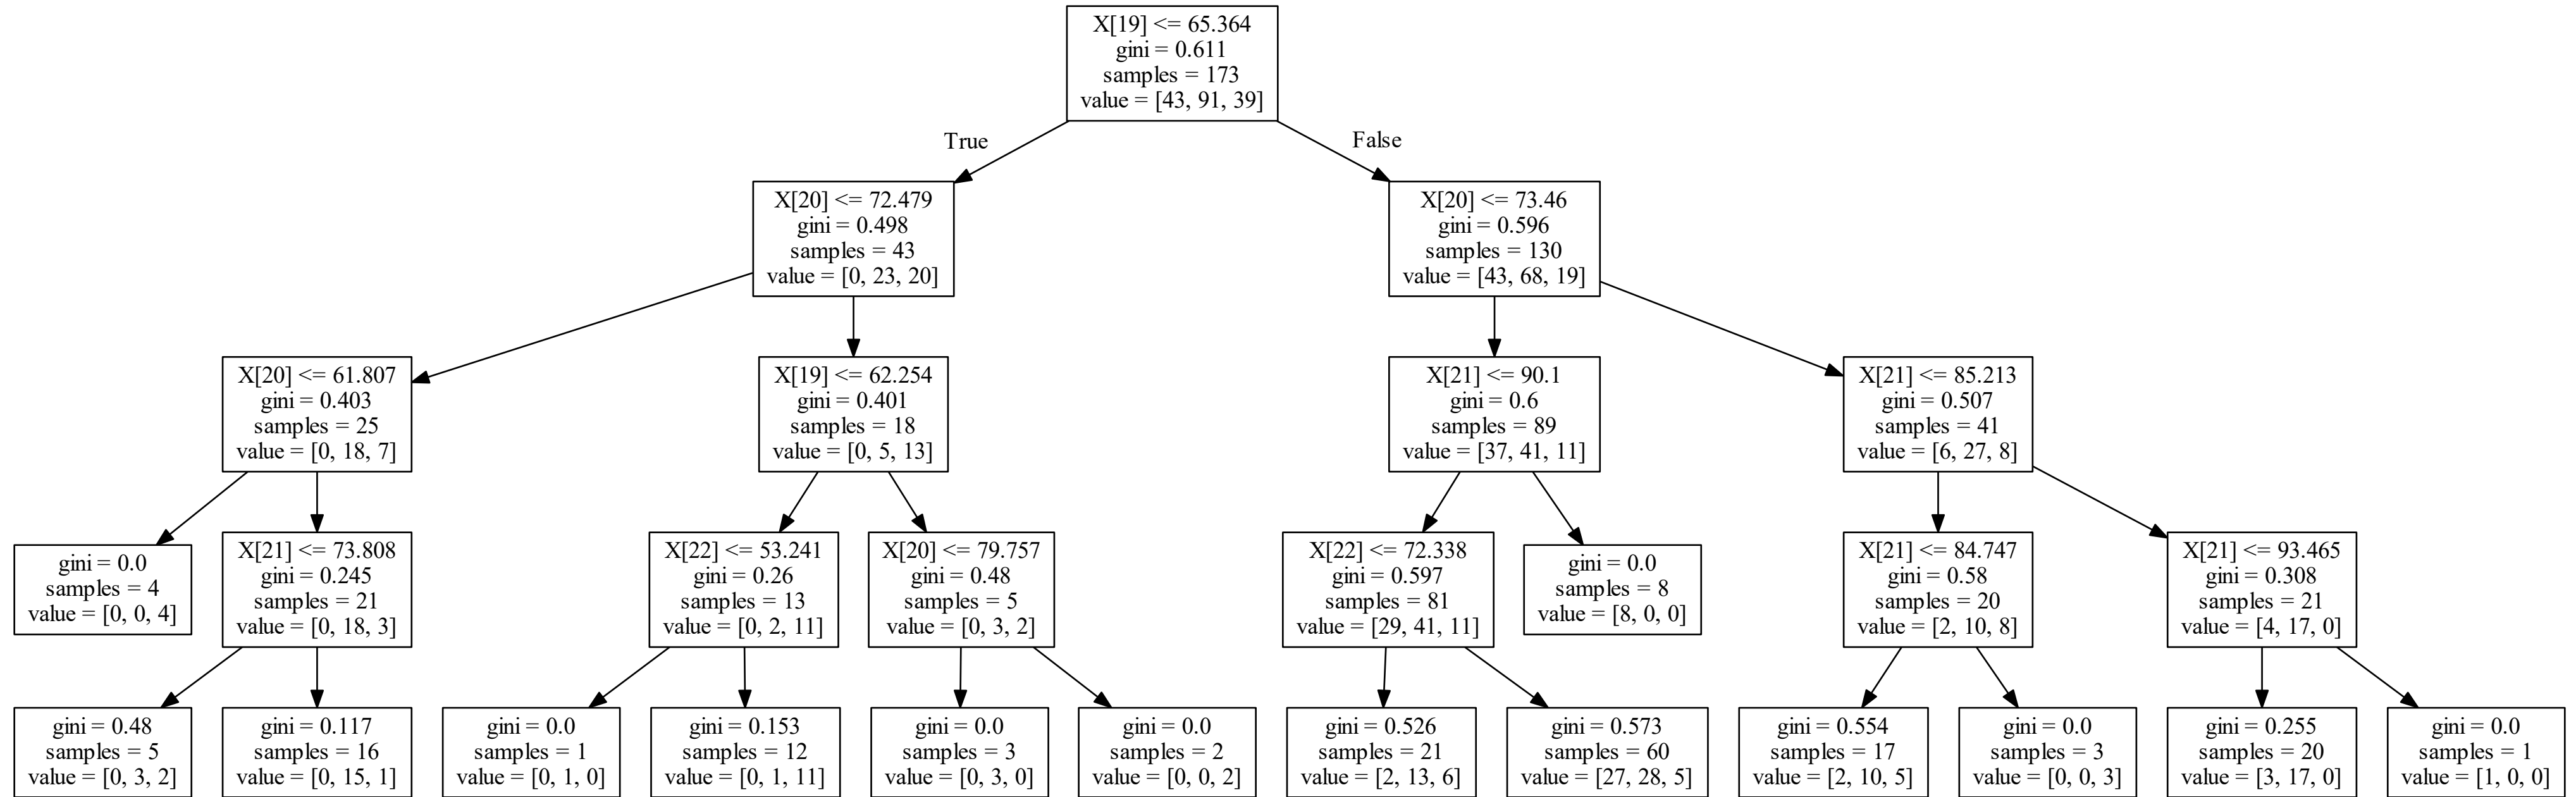 X[19] <= 65.364
gini = 0.611
samples = 173
value = [43, 91, 39]
True
False
X[20] <= 72.479
gini = 0.498
samples = 43
value = [0, 23, 20]
X[20] <= 73.46
gini = 0.596
samples = 130
value = [43, 68, 19]
X[20] <= 61.807
gini = 0.403
samples = 25
value = [0, 18, 7]
X[19] <= 62.254
gini = 0.401
samples = 18
value = [0, 5, 13]
X[21] <= 90.1
gini = 0.6
samples = 89
value = [37, 41, 11]
X[21] <= 85.213
gini = 0.507
samples = 41
value = [6, 27, 8]
gini = 0.0
samples = 4
value = [0, 0, 4]
X[21] <= 73.808
gini = 0.245
samples = 21
value = [0, 18, 3]
X[22] <= 53.241
gini = 0.26
samples = 13
value = [0, 2, 11]
X[20] <= 79.757
gini = 0.48
samples = 5
value = [0, 3, 2]
X[22] <= 72.338
gini = 0.597
samples = 81
value = [29, 41, 11]
gini = 0.0
samples = 8
value = [8, 0, 0]
X[21] <= 84.747
gini = 0.58
samples = 20
value = [2, 10, 8]
X[21] <= 93.465
gini = 0.308
samples = 21
value = [4, 17, 0]
gini = 0.48
samples = 5
value = [0, 3, 2]
gini = 0.117
samples = 16
value = [0, 15, 1]
gini = 0.0
samples = 1
value = [0, 1, 0]
gini = 0.153
samples = 12
value = [0, 1, 11]
gini = 0.0
samples = 3
value = [0, 3, 0]
gini = 0.0
samples = 2
value = [0, 0, 2]
gini = 0.526
samples = 21
value = [2, 13, 6]
gini = 0.573
samples = 60
value = [27, 28, 5]
gini = 0.554
samples = 17
value = [2, 10, 5]
gini = 0.0
samples = 3
value = [0, 0, 3]
gini = 0.255
samples = 20
value = [3, 17, 0]
gini = 0.0
samples = 1
value = [1, 0, 0]